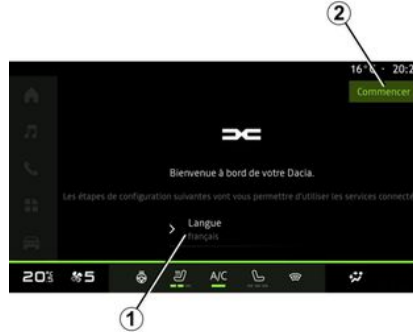 2
16°C · 20:2
Commencer
Bienvenue à bord de votre Dacia.
Les étapes de configuration suivantes vont vous permettre d'utiliser les services connecté
> Langue
français
20 5 A/C
1